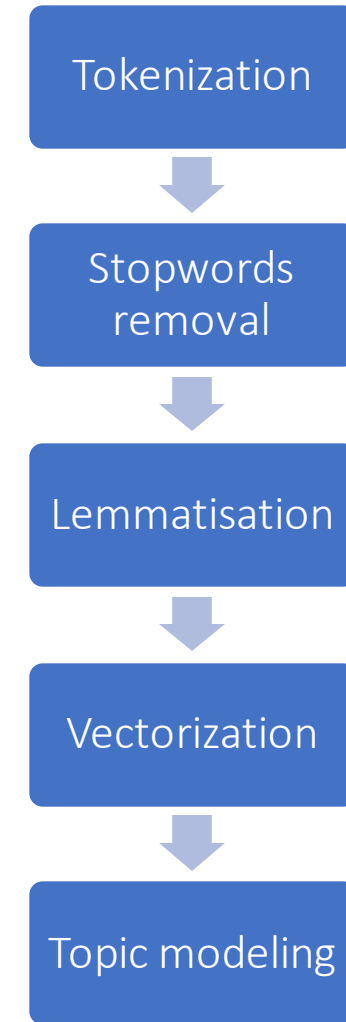 Tokenization
Stopwords
removal
Lemmatisation
Vectorization
Topic modeling